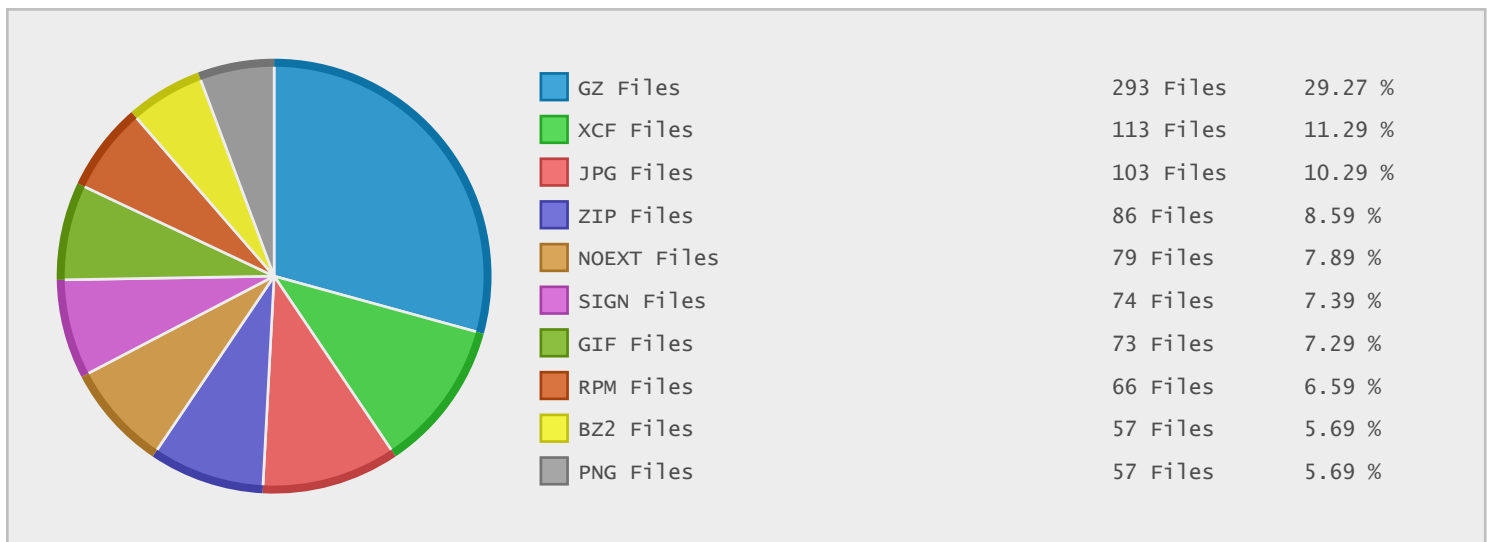 GZ Files 293 Files 29.27 %
XCF Files 113 Files 11.29 %
JPG Files 103 Files 10.29 %
ZIP Files 86 Files 8.59 %
NOEXT Files 79 Files 7.89 %
SIGN Files 74 Files 7.39 %
GIF Files 73 Files 7.29 %
RPM Files 66 Files 6.59 %
BZ2 Files 57 Files 5.69 %
PNG Files 57 Files 5.69 %